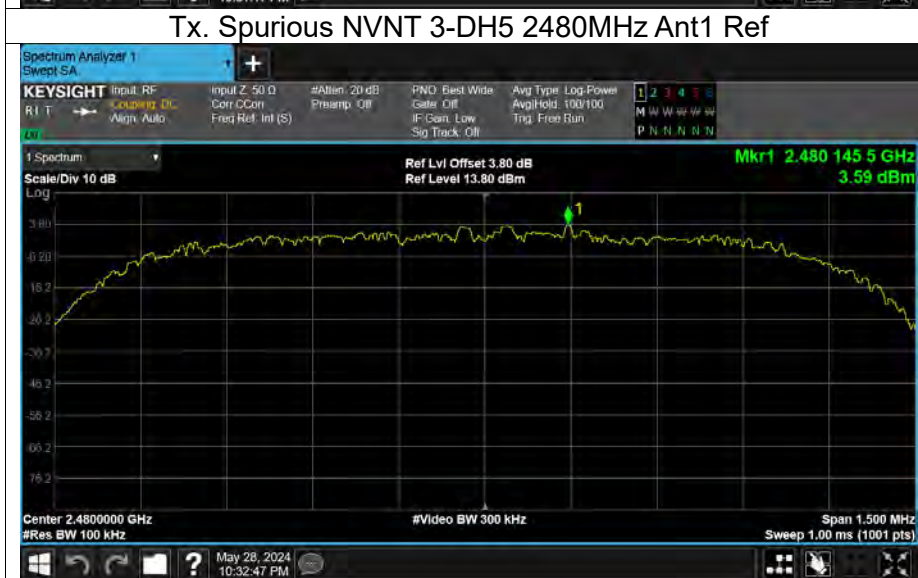 Tx. Spurious NVNT 3-DH5 2480MHz Ant1 Ref
Spectrum Analyzer 1
Swept SA
+
KEYSIGHT Input: RF Input Z: 50 Ω #Atten: 20 dB PNO: Best Wide Avg Type: Log-Power 1 2 3 4 5 6
RL T Coupling: DC Corr CCorr Preamp: Off Gate: Off Avg|Hold: 100/100 M W W W W W
Align: Auto Freq Ref: Int (S) IF Gain: Low Trig: Free Run
Sig Track: Off P N N N N N
1 Spectrum Ref Lvl Offset 3.80 dB Mkr1 2.480 145 5 GHz
Scale/Div 10 dB Ref Level 13.80 dBm 3.59 dBm
Log
1
3.80
-6.20
-16.2
-26.2
-36.2
-46.2
-56.2
-66.2
-76.2
Center 2.4800000 GHz #Video BW 300 kHz Span 1.500 MHz
#Res BW 100 kHz Sweep 1.00 ms (1001 pts)
? May 28, 2024
10:32:47 PM